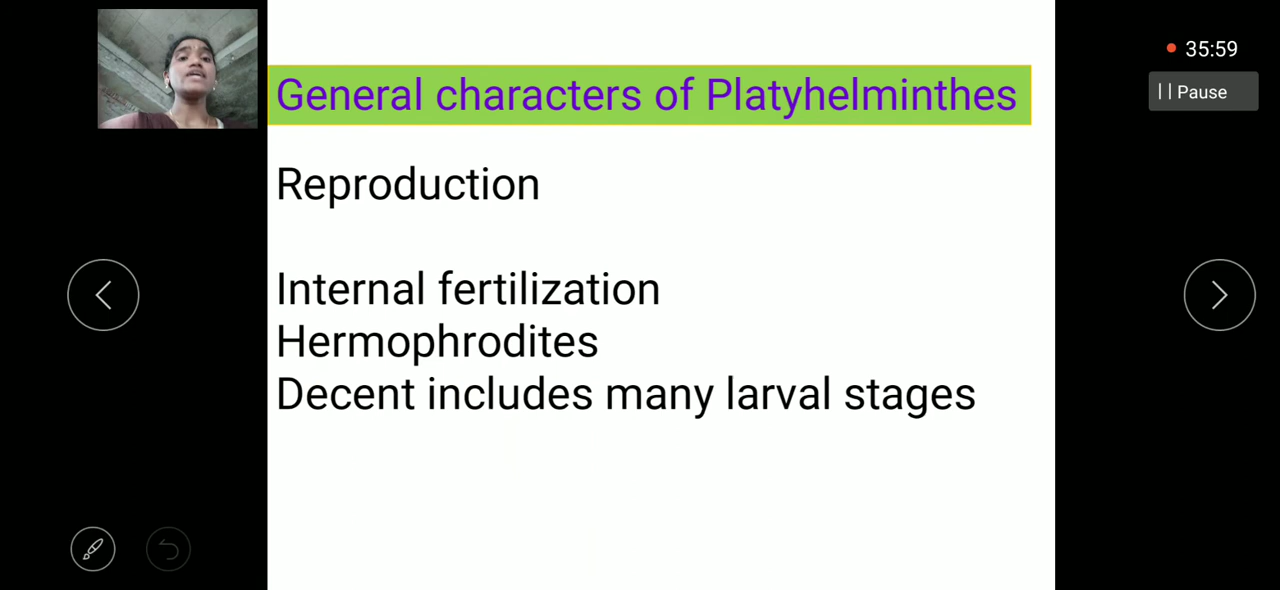 General characters of Platyhelminthes
35:59
Pause
Reproduction
Internal fertilization
Hermophrodites
Decent includes many larval stages